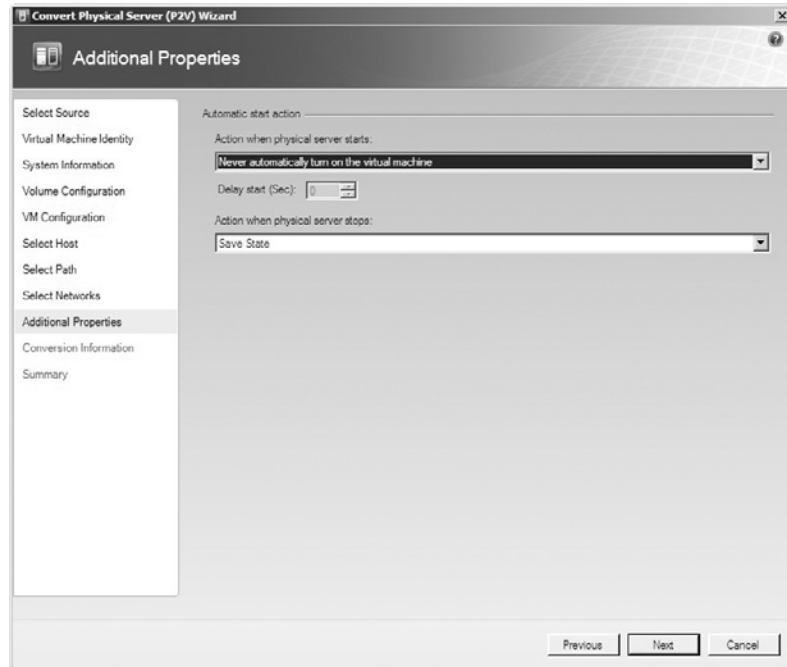 Convert Physical Server (P2V) Wizard
Additional Properties
Select Source
Virtual Machine Identity
System Information
Volume Configuration
VM Configuration
Select Host
Select Path
Select Networks
Additional Properties
Conversion Information
Summary
Automatic start action
Action when physical server starts:
Never automatically turn on the virtual machine
Delay start (Sec): 0
Action when physical server stops:
Save State
Previous Next Cancel